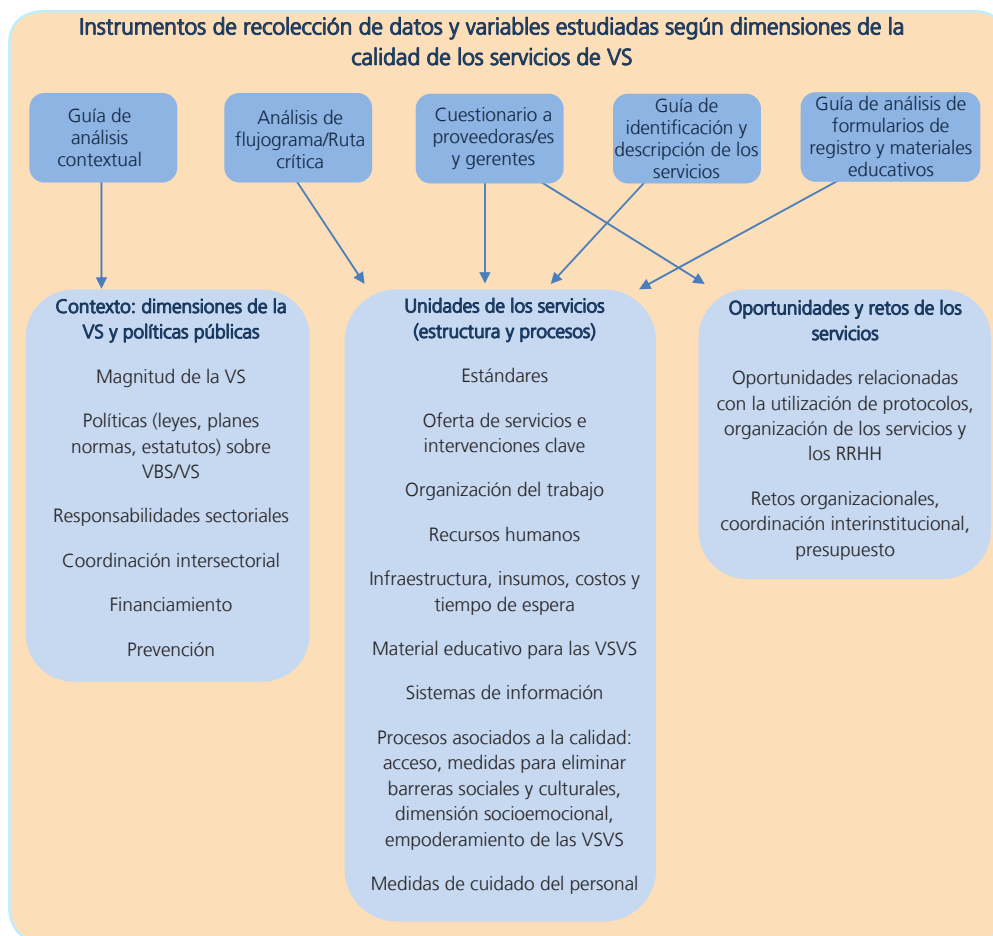 Instrumentos de recolección de datos y variables estudiadas según dimensiones de la
calidad de los servicios de VS
Guía de
análisis
contextual
Análisis de
flujograma/Ruta
crítica
Cuestionario a
proveedoras/es
y gerentes
Guía de
identificación y
descripción de los
servicios
Guía de análisis de
formularios de
registro y materiales
educativos
Contexto: dimensiones de la
VS y políticas públicas
Magnitud de la VS
Políticas (leyes, planes
normas, estatutos) sobre
VBS/VS
Responsabilidades sectoriales
Coordinación intersectorial
Financiamiento
Prevención
Unidades de los servicios
(estructura y procesos)
Estándares
Oferta de servicios e
intervenciones clave
Organización del trabajo
Recursos humanos
Infraestructura, insumos, costos y
tiempo de espera
Material educativo para las VSVS
Sistemas de información
Procesos asociados a la calidad:
acceso, medidas para eliminar
barreras sociales y culturales,
dimensión socioemocional,
empoderamiento de las VSVS
Medidas de cuidado del personal
Oportunidades y retos de los
servicios
Oportunidades relacionadas
con la utilización de protocolos,
organización de los servicios y
los RRHH
Retos organizacionales,
coordinación interinstitucional,
presupuesto